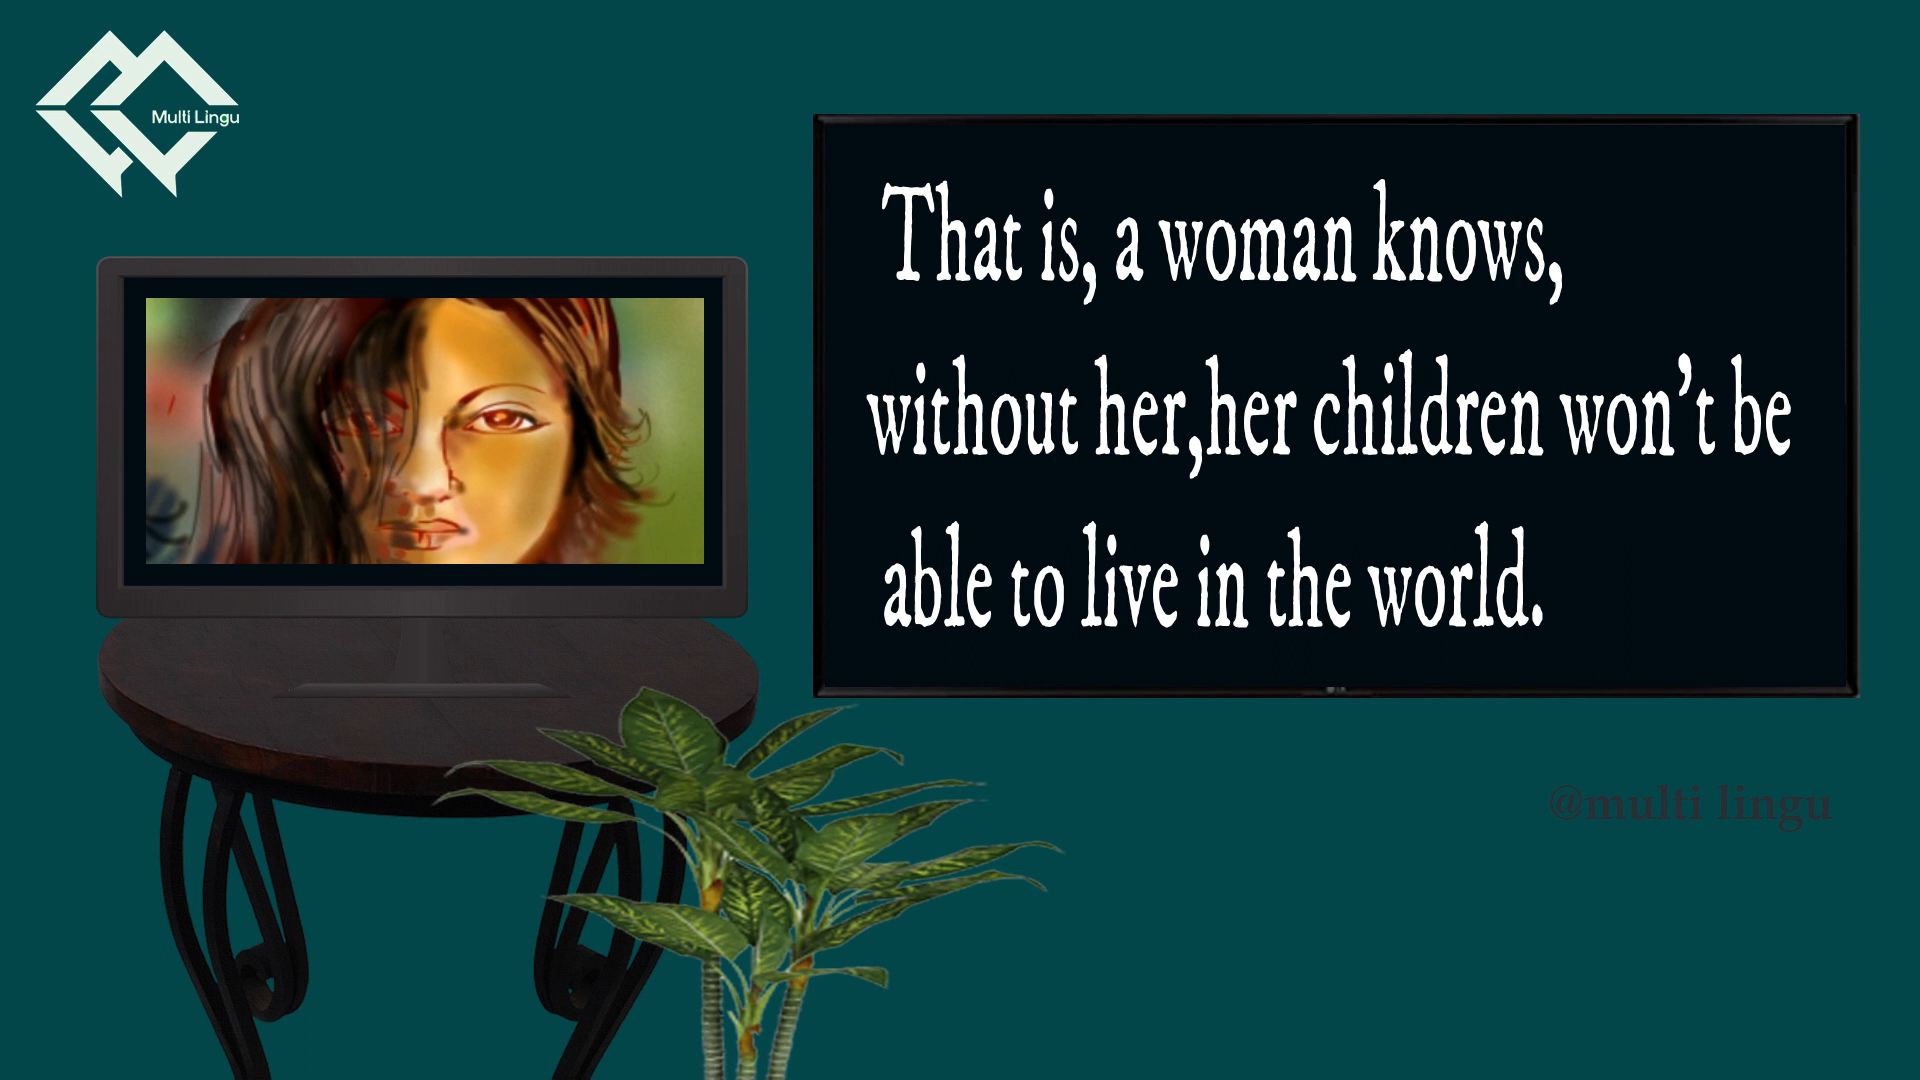 Multi Lingu
That is, a woman knows,
without her,her children won't be
able to live in the world.
@multi lingu